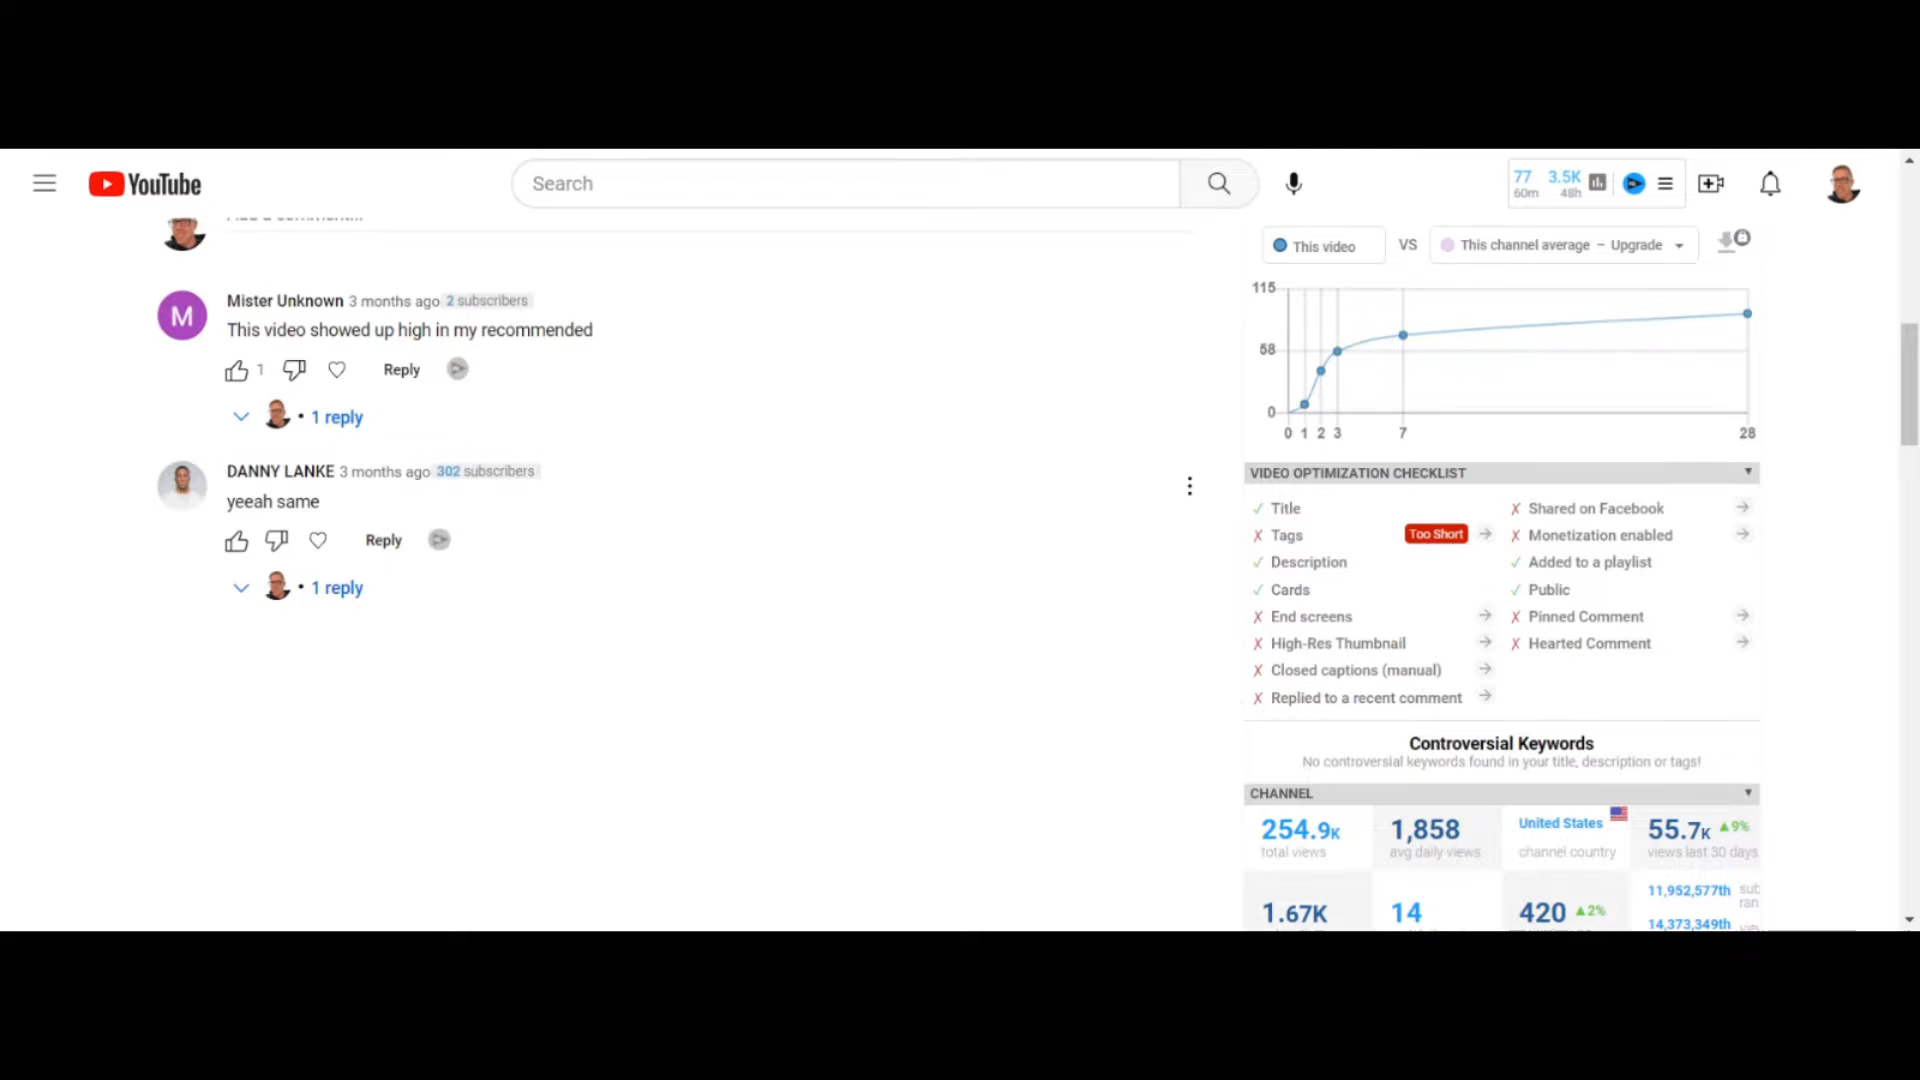 YouTube
Search
77
60m
3.5K
48h
This video
VS
This channel average – Upgrade
Mister Unknown 3 months ago 2 subscribers
This video showed up high in my recommended
1
Reply
• 1 reply
DANNY LANKE 3 months ago 302 subscribers
yeeah same
Reply
• 1 reply
115
58
0
0 1 2 3 7 28
VIDEO OPTIMIZATION CHECKLIST
Title
Tags Too Short
Description
Cards
End screens
High-Res Thumbnail
Closed captions (manual)
Replied to a recent comment
Shared on Facebook
Monetization enabled
Added to a playlist
Public
Pinned Comment
Hearted Comment
Controversial Keywords
No controversial keywords found in your title, description or tags!
CHANNEL
254.9K
total views
1,858
avg daily views
United States
channel country
55.7K ▲9%
views last 30 days
1.67K
14
420 ▲2%
11,952,577th
14,373,349th
M